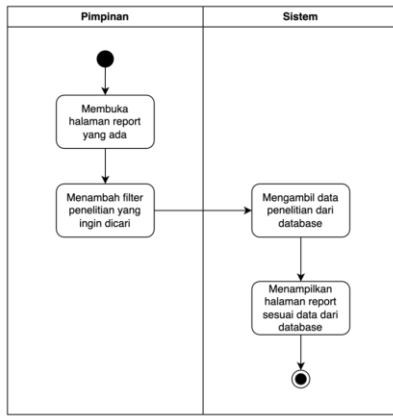 Pimpinan
Sistem
Membuka
halaman report
yang ada
Menambah filter
penelitian yang
ingin dicari
Mengambil data
penelitian dari
database
Menampilkan
halaman report
sesuai data dari
database